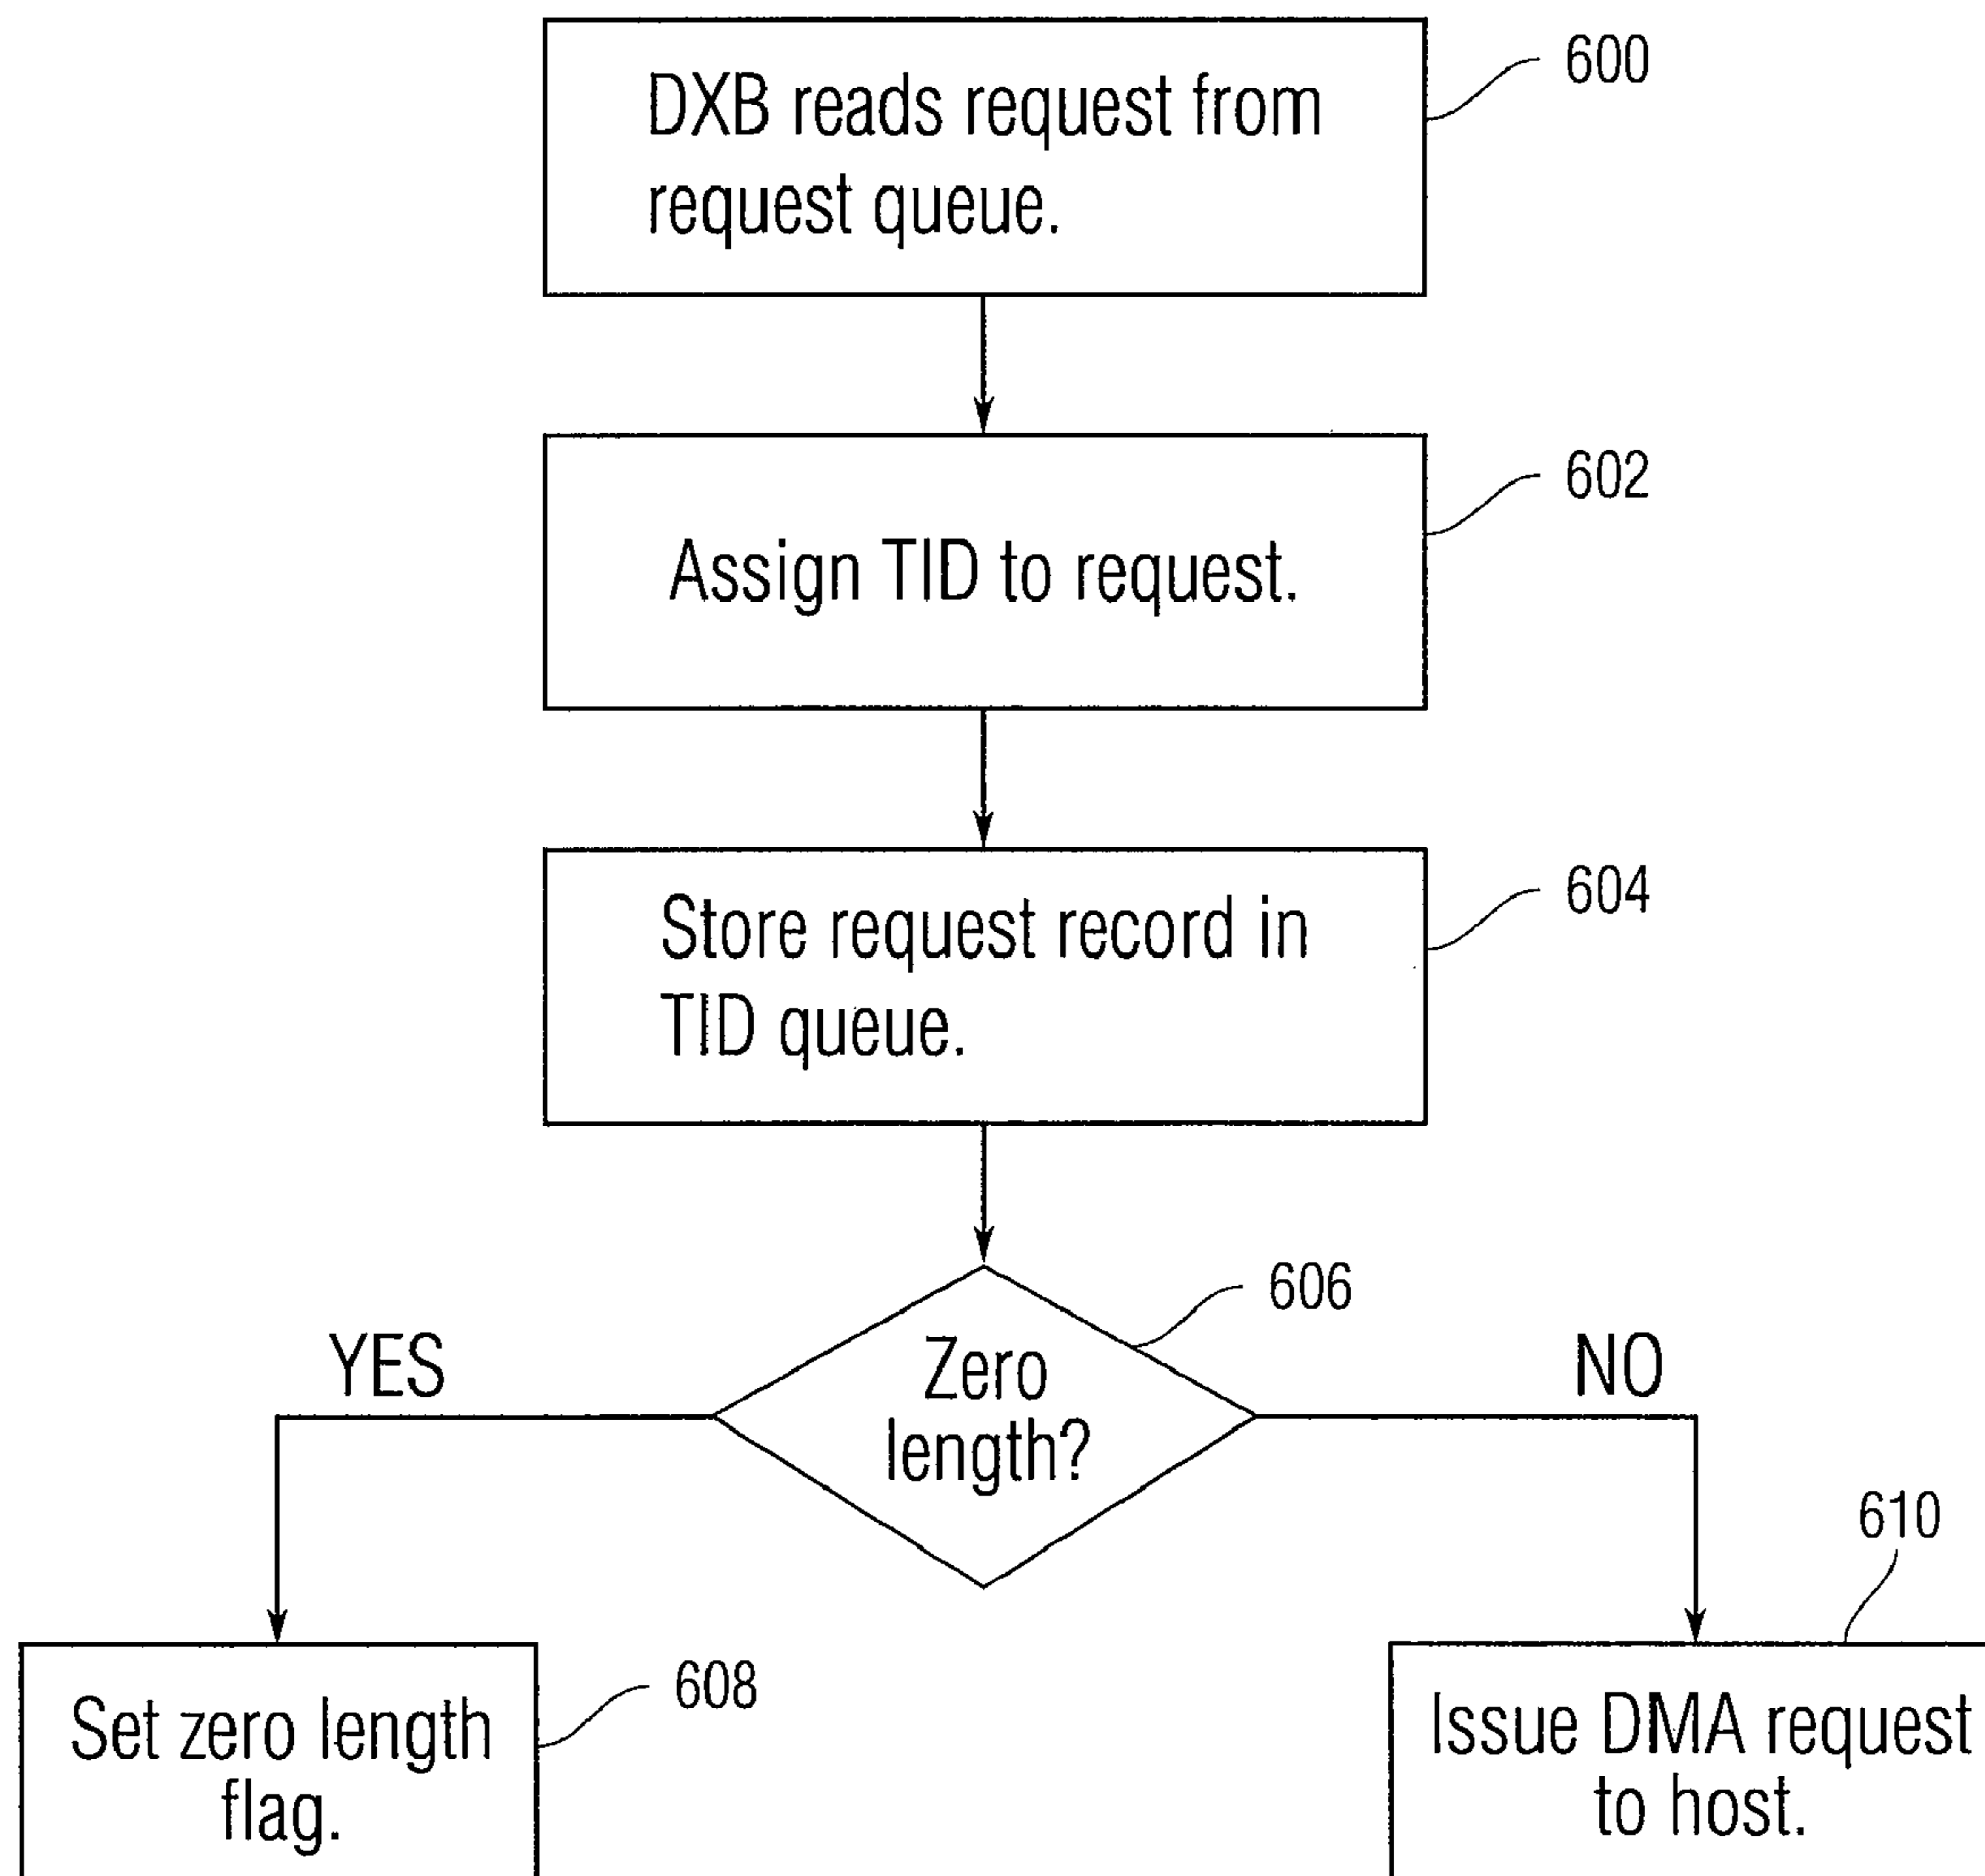 DXB reads request from
request queue.
600
Assign TID to request.
602
Store request record in
TID queue.
604
Zero
length?
606
YES
NO
Set zero length
flag.
608
Issue DMA request
to host.
610